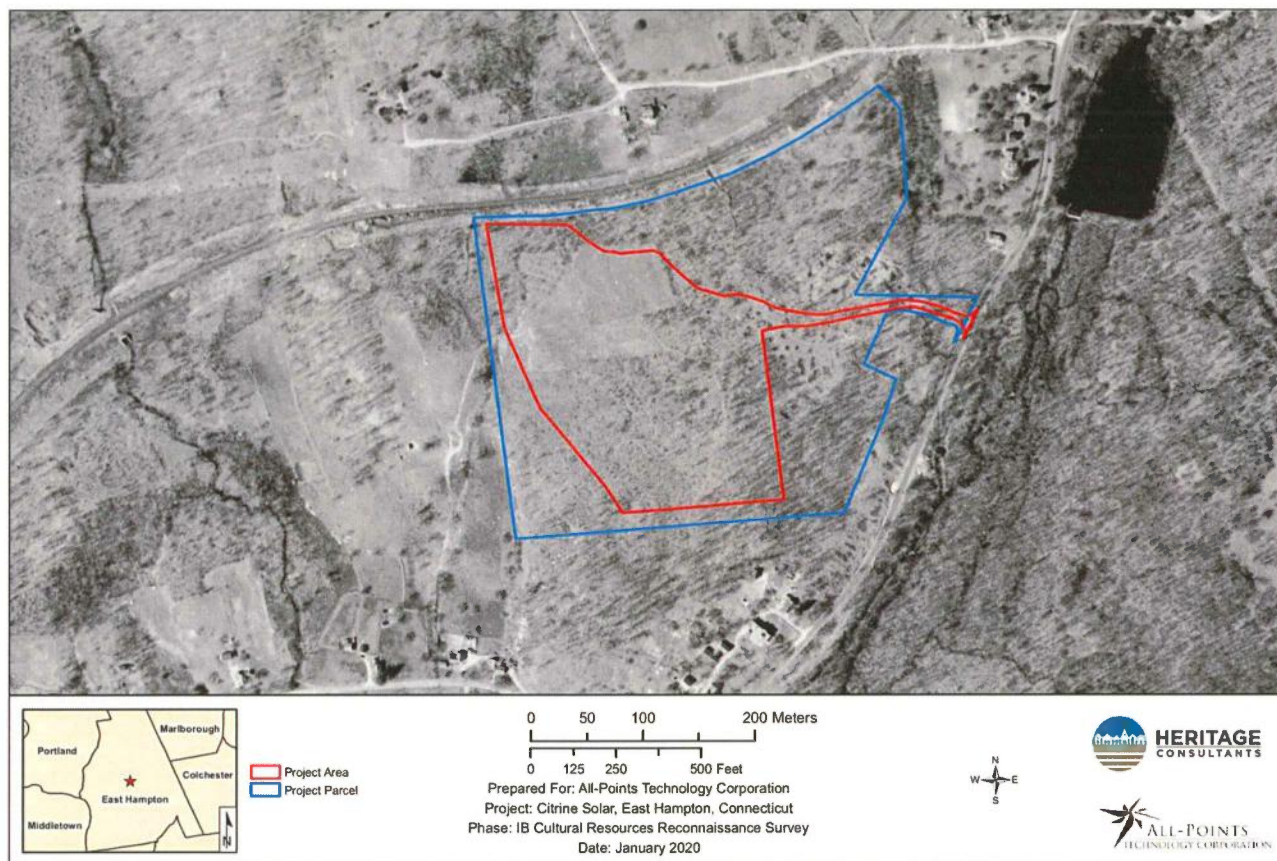 Portland
Marlborough
Colchester
East Hampton
Middletown
N
Project Area
Project Parcel
0 50 100 200 Meters
0 125 250 500 Feet
Prepared For: All-Points Technology Corporation
Project: Citrine Solar, East Hampton, Connecticut
Phase: IB Cultural Resources Reconnaissance Survey
Date: January 2020
N
W E
S
HERITAGE
CONSULTANTS
ALL-POINTS
TECHNOLOGY CORPORATION